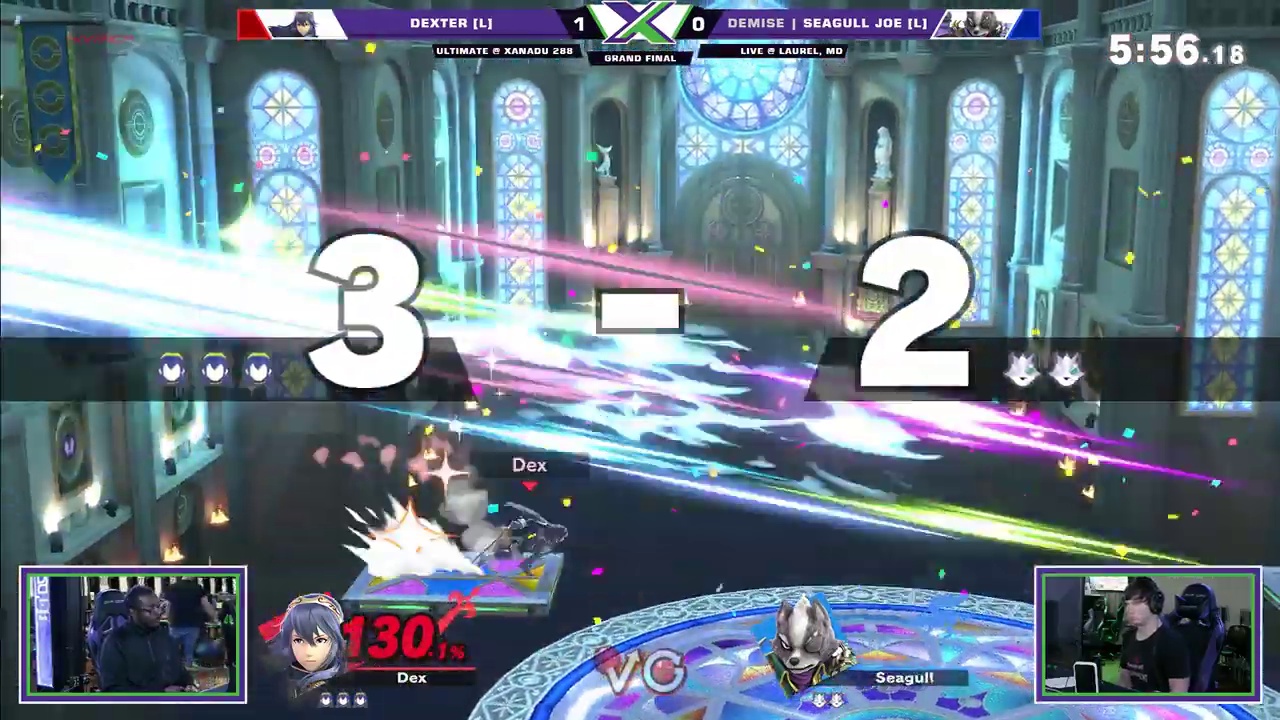 DEXTER [L] 1 0 DEMISE | SEAGULL JOE [L]
ULTIMATE @ XANADU 288 GRAND FINAL LIVE @ LAUREL, MD
5:56.18
3 - 2
Dex
130.1%
Dex
VG
Seagull